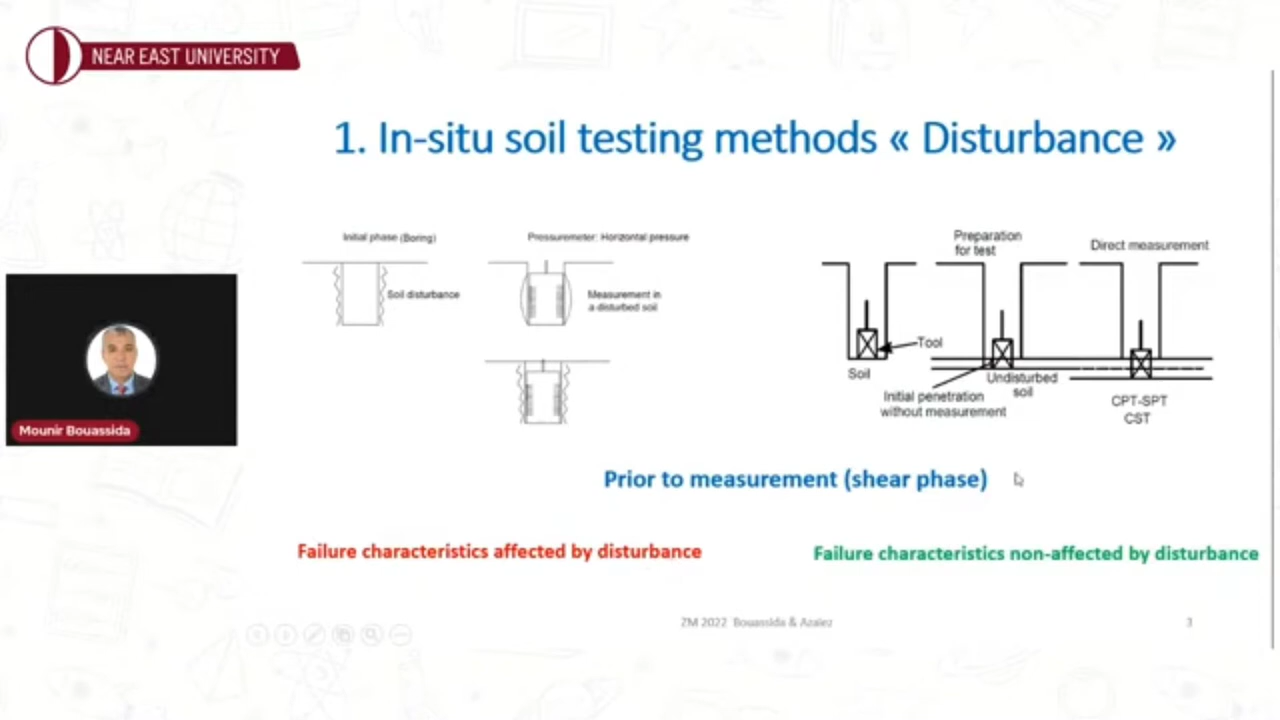 NEAR EAST UNIVERSITY
1. In-situ soil testing methods « Disturbance »
Initial phase (Boring)
Soil disturbance
Pressuremeter: Horizontal pressure
Measurement in
a disturbed soil
Preparation
for test
Direct measurement
Tool
Soil
Initial penetration
without measurement
Undisturbed
soil
CPT-SPT
CST
Mounir Bouassida
Prior to measurement (shear phase)
Failure characteristics affected by disturbance
Failure characteristics non-affected by disturbance
ZM 2022 Bouassida & Azaiez
3